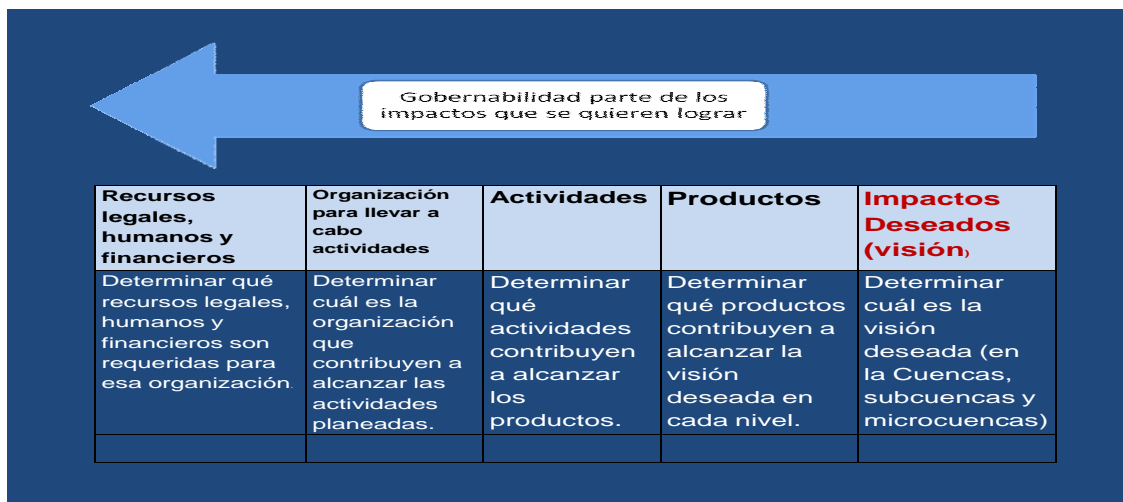 Gobernabilidad parte de los
impactos que se quieren lograr
Recursos
legales,
humanos y
financieros
Organización
para llevar a
cabo
actividades
Actividades
Productos
Impactos
Deseados
(visión)
Determinar qué
recursos legales,
humanos y
financieros son
requeridas para
esa organización.
Determinar
cuál es la
organización
que
contribuyen a
alcanzar las
actividades
planeadas.
Determinar
qué
actividades
contribuyen
a alcanzar
los
productos.
Determinar
qué productos
contribuyen a
alcanzar la
visión
deseada en
cada nivel.
Determinar
cuál es la
visión
deseada (en
la Cuencas,
subcuencas y
microcuencas)